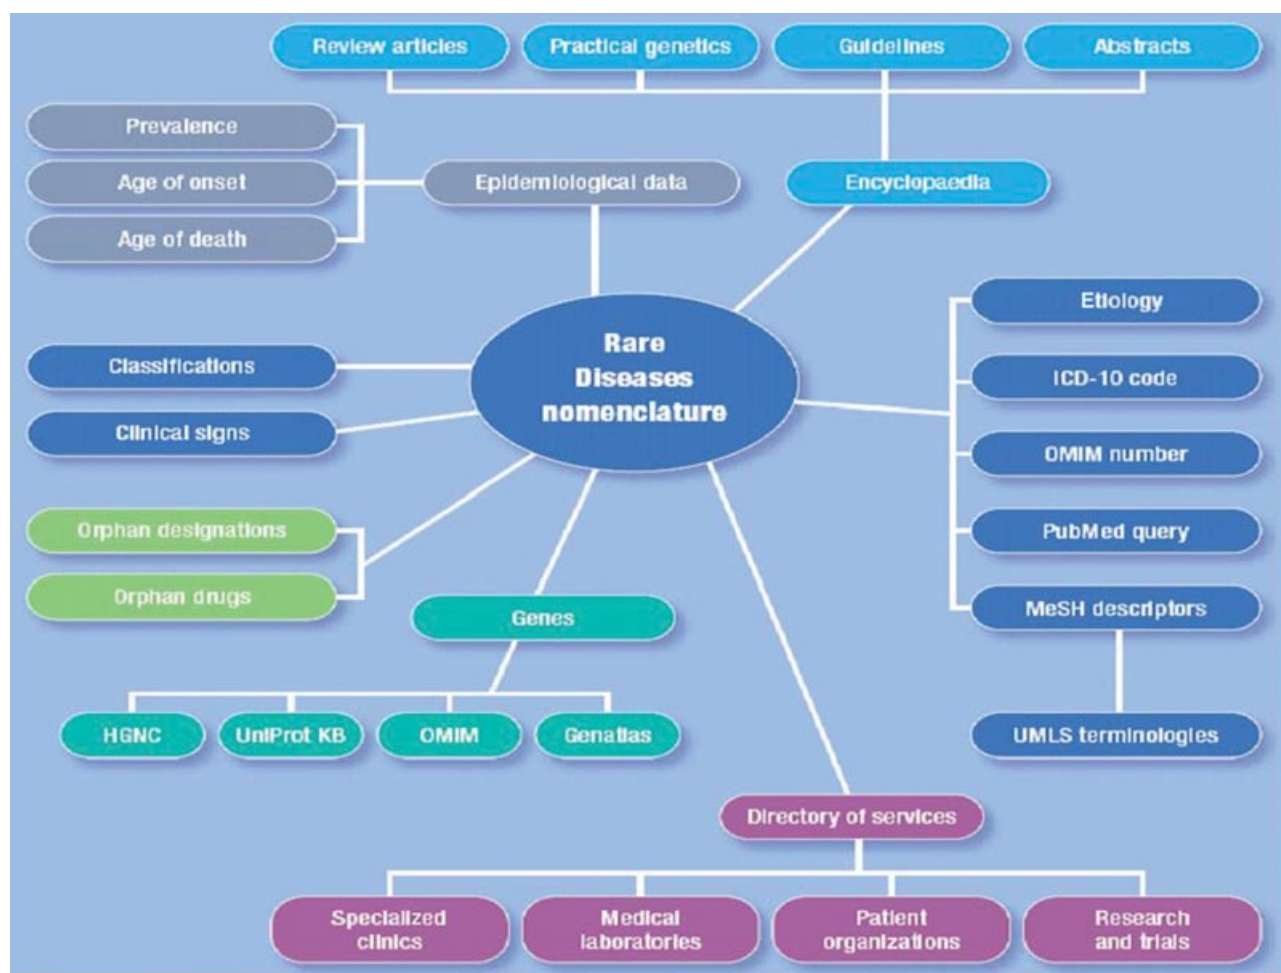 Review articles
Practical genetics
Guidelines
Abstracts
Prevalence
Age of onset
Age of death
Epidemiological data
Encyclopaedia
Rare
Diseases
nomenclature
Etiology
ICD-10 code
OMIM number
PubMed query
MeSH descriptors
UMLS terminologies
Classifications
Clinical signs
Orphan designations
Orphan drugs
Genes
HGNC
UniProt KB
OMIM
Genatlas
Directory of services
Specialized
clinics
Medical
laboratories
Patient
organizations
Research
and trials